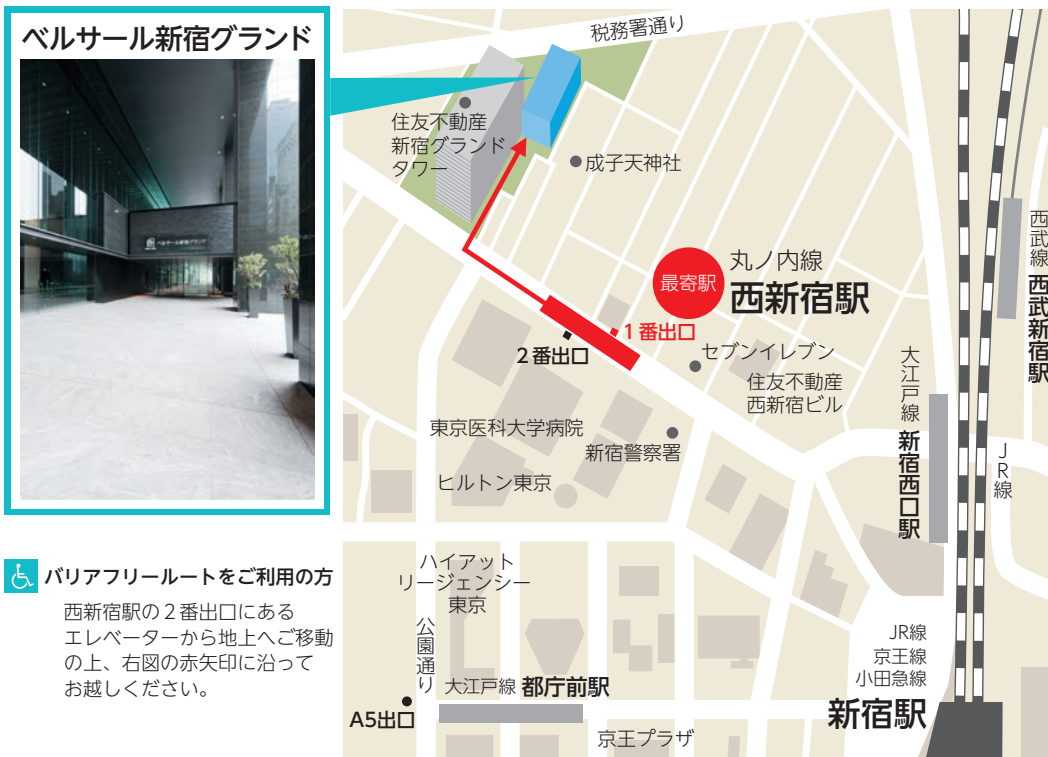 ベルサール新宿グランド
ベルサール新宿グランド
税務署通り
住友不動産
新宿グランド
タワー
成子天神社
最寄駅
丸ノ内線
西新宿駅
1番出口
2番出口
セブンイレブン
住友不動産
西新宿ビル
東京医科大学病院
新宿警察署
ヒルトン東京
大江戸線 新宿西口駅
西武線 西武新宿駅
JR線
バリアフリールートをご利用の方
西新宿駅の2番出口にある
エレベーターから地上へご移動
の上、右図の赤矢印に沿って
お越しください。
ハイアット
リージェンシー
東京
公園通り
大江戸線 都庁前駅
A5出口
京王プラザ
JR線
京王線
小田急線
新宿駅